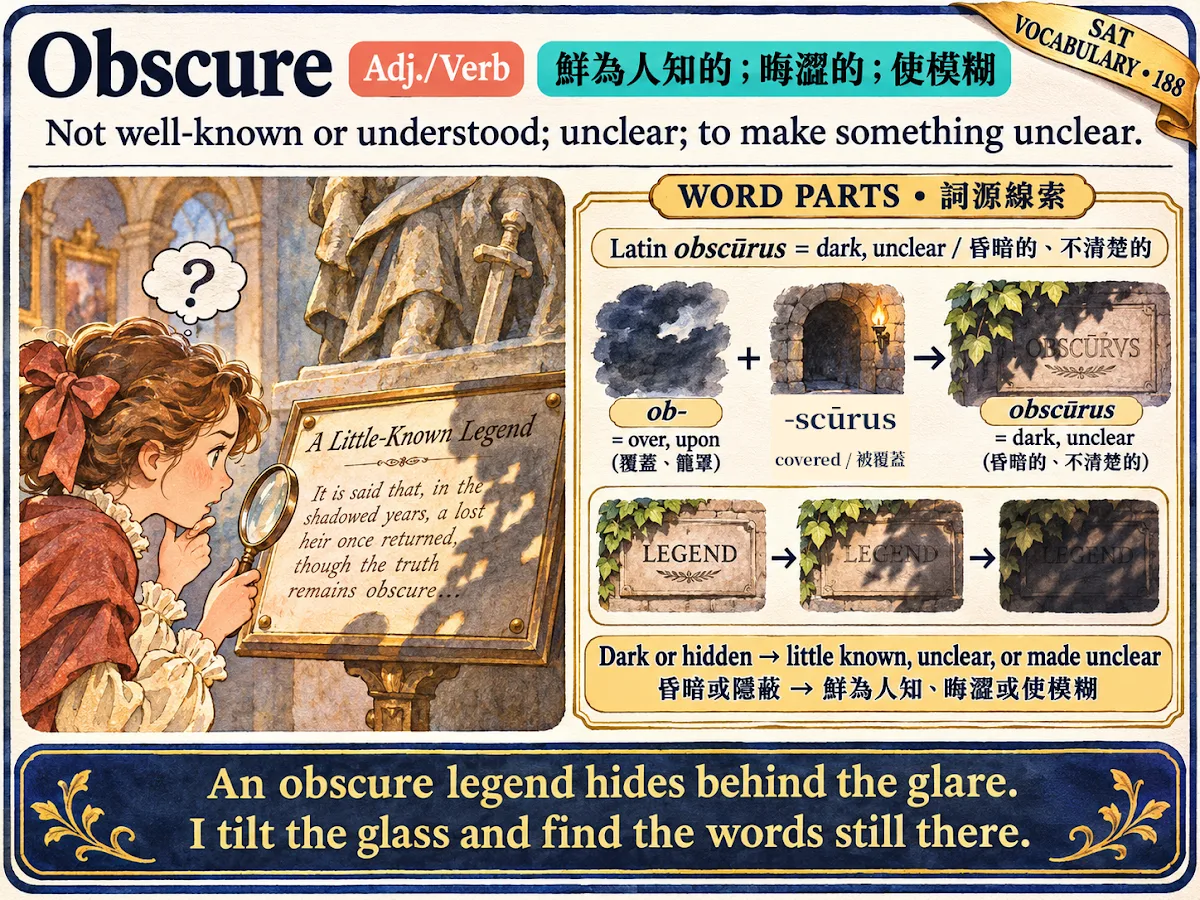 Obscure
Adj./Verb
鮮為人知的；晦澀的；使模糊
SAT
VOCABULARY • 188
Not well-known or understood; unclear; to make something unclear.
?
A Little-Known Legend
It is said that, in the
shadowed years, a lost
heir once returned,
though the truth
remains obscure...
WORD PARTS • 詞源線索
Latin obscūrus = dark, unclear / 昏暗的、不清楚的
+
→
OBSCŪRVS
ob-
= over, upon
(覆蓋、籠罩)
-scūrus
covered / 被覆蓋
obscūrus
= dark, unclear
(昏暗的、不清楚的)
LEGEND → LEGEND → LEGEND
Dark or hidden → little known, unclear, or made unclear
昏暗或隱蔽 → 鮮為人知、晦澀或使模糊
An obscure legend hides behind the glare.
I tilt the glass and find the words still there.